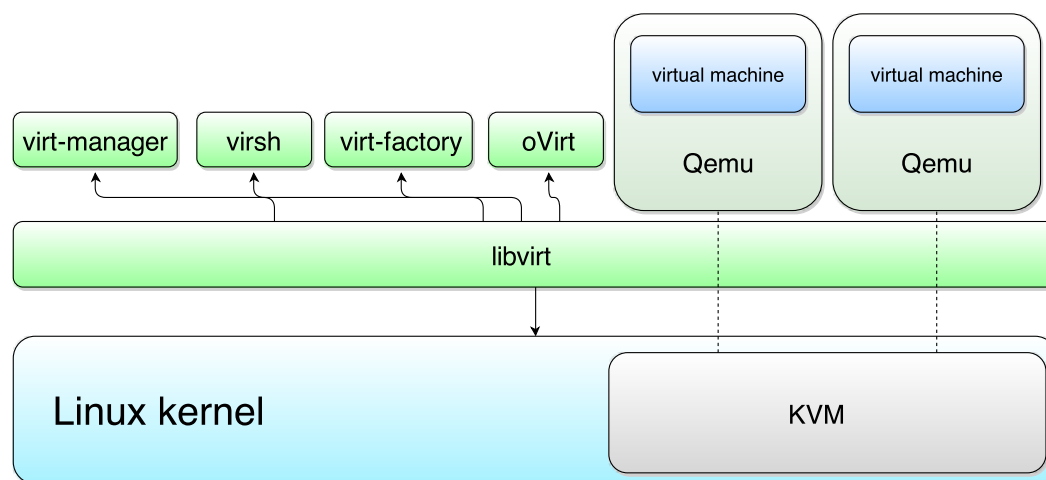 virtual machine
virtual machine
virt-manager
virsh
virt-factory
oVirt
Qemu
Qemu
libvirt
Linux kernel
KVM